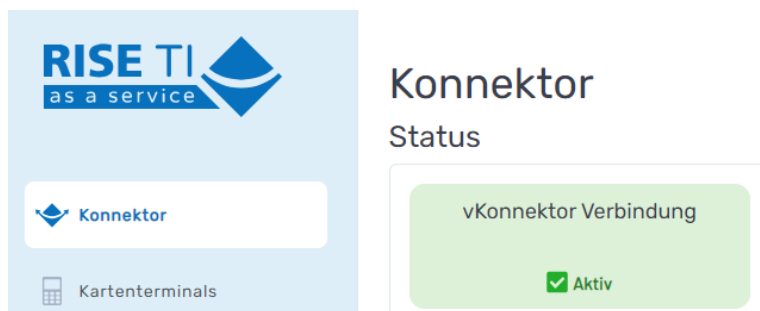 RISE TI
as a service
Konnektor
Kartenterminals
Konnektor
Status
vKonnektor Verbindung
Aktiv